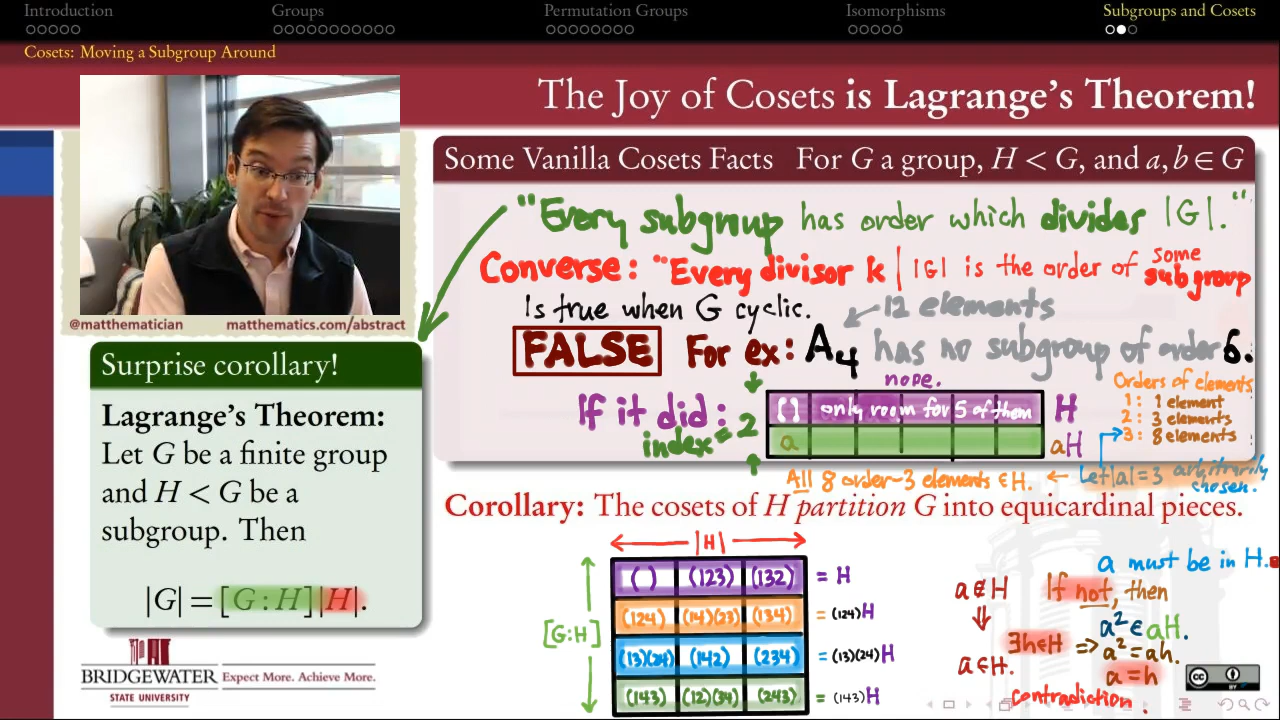 Introduction
Groups
Permutation Groups
Isomorphisms
Subgroups and Cosets
Cosets: Moving a Subgroup Around
The Joy of Cosets is Lagrange's Theorem!
@matthematician
matthematics.com/abstract
Surprise corollary!
Lagrange's Theorem:
Let G be a finite group
and H < G be a
subgroup. Then
|G| = [G : H] |H|.
BRIDGEWATER
STATE UNIVERSITY
Expect More. Achieve More.
Some Vanilla Cosets Facts For G a group, H < G, and a, b ∈ G
"Every subgroup has order which divides |G|."
Converse: "Every divisor k | |G| is the order of some subgroup
Is true when G cyclic.
12 elements
FALSE For ex: A4 has no subgroup of order 6.
nope.
If it did:
index = 2
( ) only room for 5 of them H
a aH
Orders of elements
1: 1 element
2: 3 elements
3: 8 elements
Let |a| = 3 arbitrarily
chosen.
All 8 order-3 elements ∈ H. ←
Corollary: The cosets of H partition G into equicardinal pieces.
|H|
[G:H]
( ) (123) (132) = H
(124) (14)(23) (134) = (124)H
(13)(24) (142) (234) = (13)(24)H
(143) (12)(34) (243) = (143)H
a must be in H.
a ∉ H
⇓
a ∈ H.
If not, then
a² ∈ aH.
∃h∈H ⇒ a² = ah.
a = h
contradiction.
cc BY